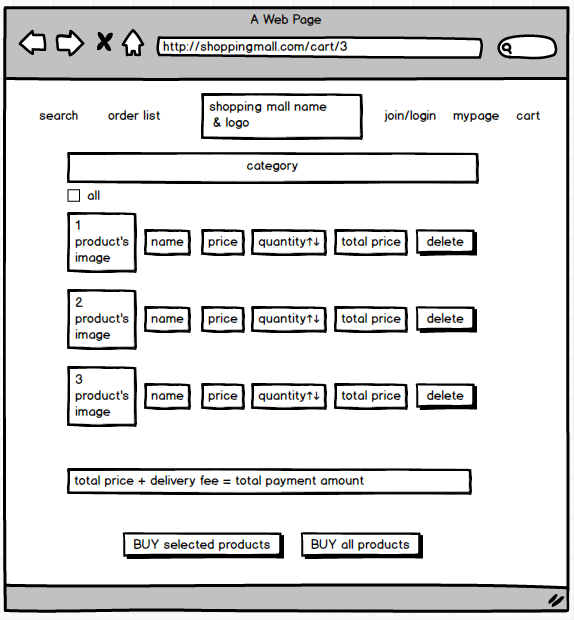 A Web Page
http://shoppingmall.com/cart/3
search order list shopping mall name join/login mypage cart
& logo
category
all
1
product's name price quantity↑↓ total price delete
image
2
product's name price quantity↑↓ total price delete
image
3
product's name price quantity↑↓ total price delete
image
total price + delivery fee = total payment amount
BUY selected products BUY all products